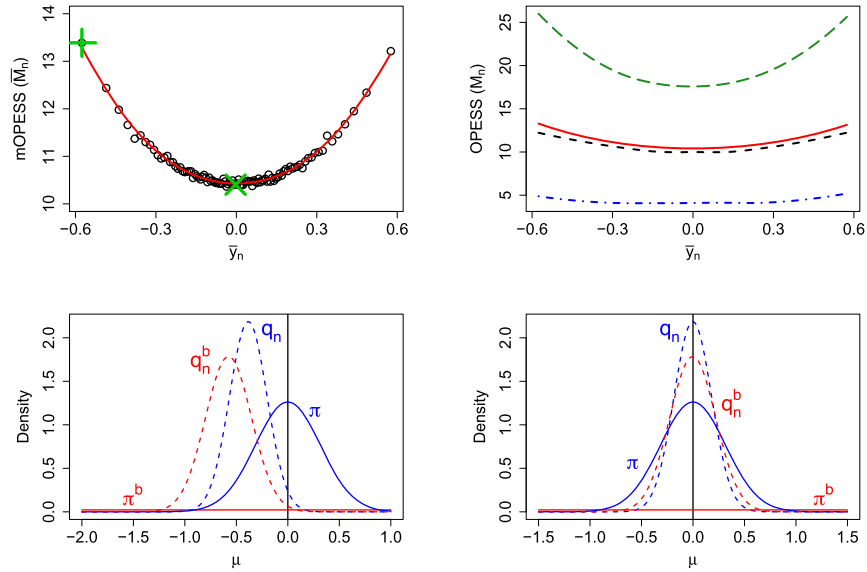 mOPESS (M̅ₙ)
14
13
12
11
10
−0.6 −0.3 0.0 0.3 0.6
y̅ₙ
OPESS (Mₙ)
25
20
15
10
5
−0.6 −0.3 0.0 0.3 0.6
y̅ₙ
Density
2.0
1.5
1.0
0.5
0.0
qₙ
qₙᵇ
π
πᵇ
−2.0 −1.5 −1.0 −0.5 0.0 0.5 1.0
μ
Density
2.0
1.5
1.0
0.5
0.0
qₙ
qₙᵇ
π
πᵇ
−1.5 −1.0 −0.5 0.0 0.5 1.0 1.5
μ